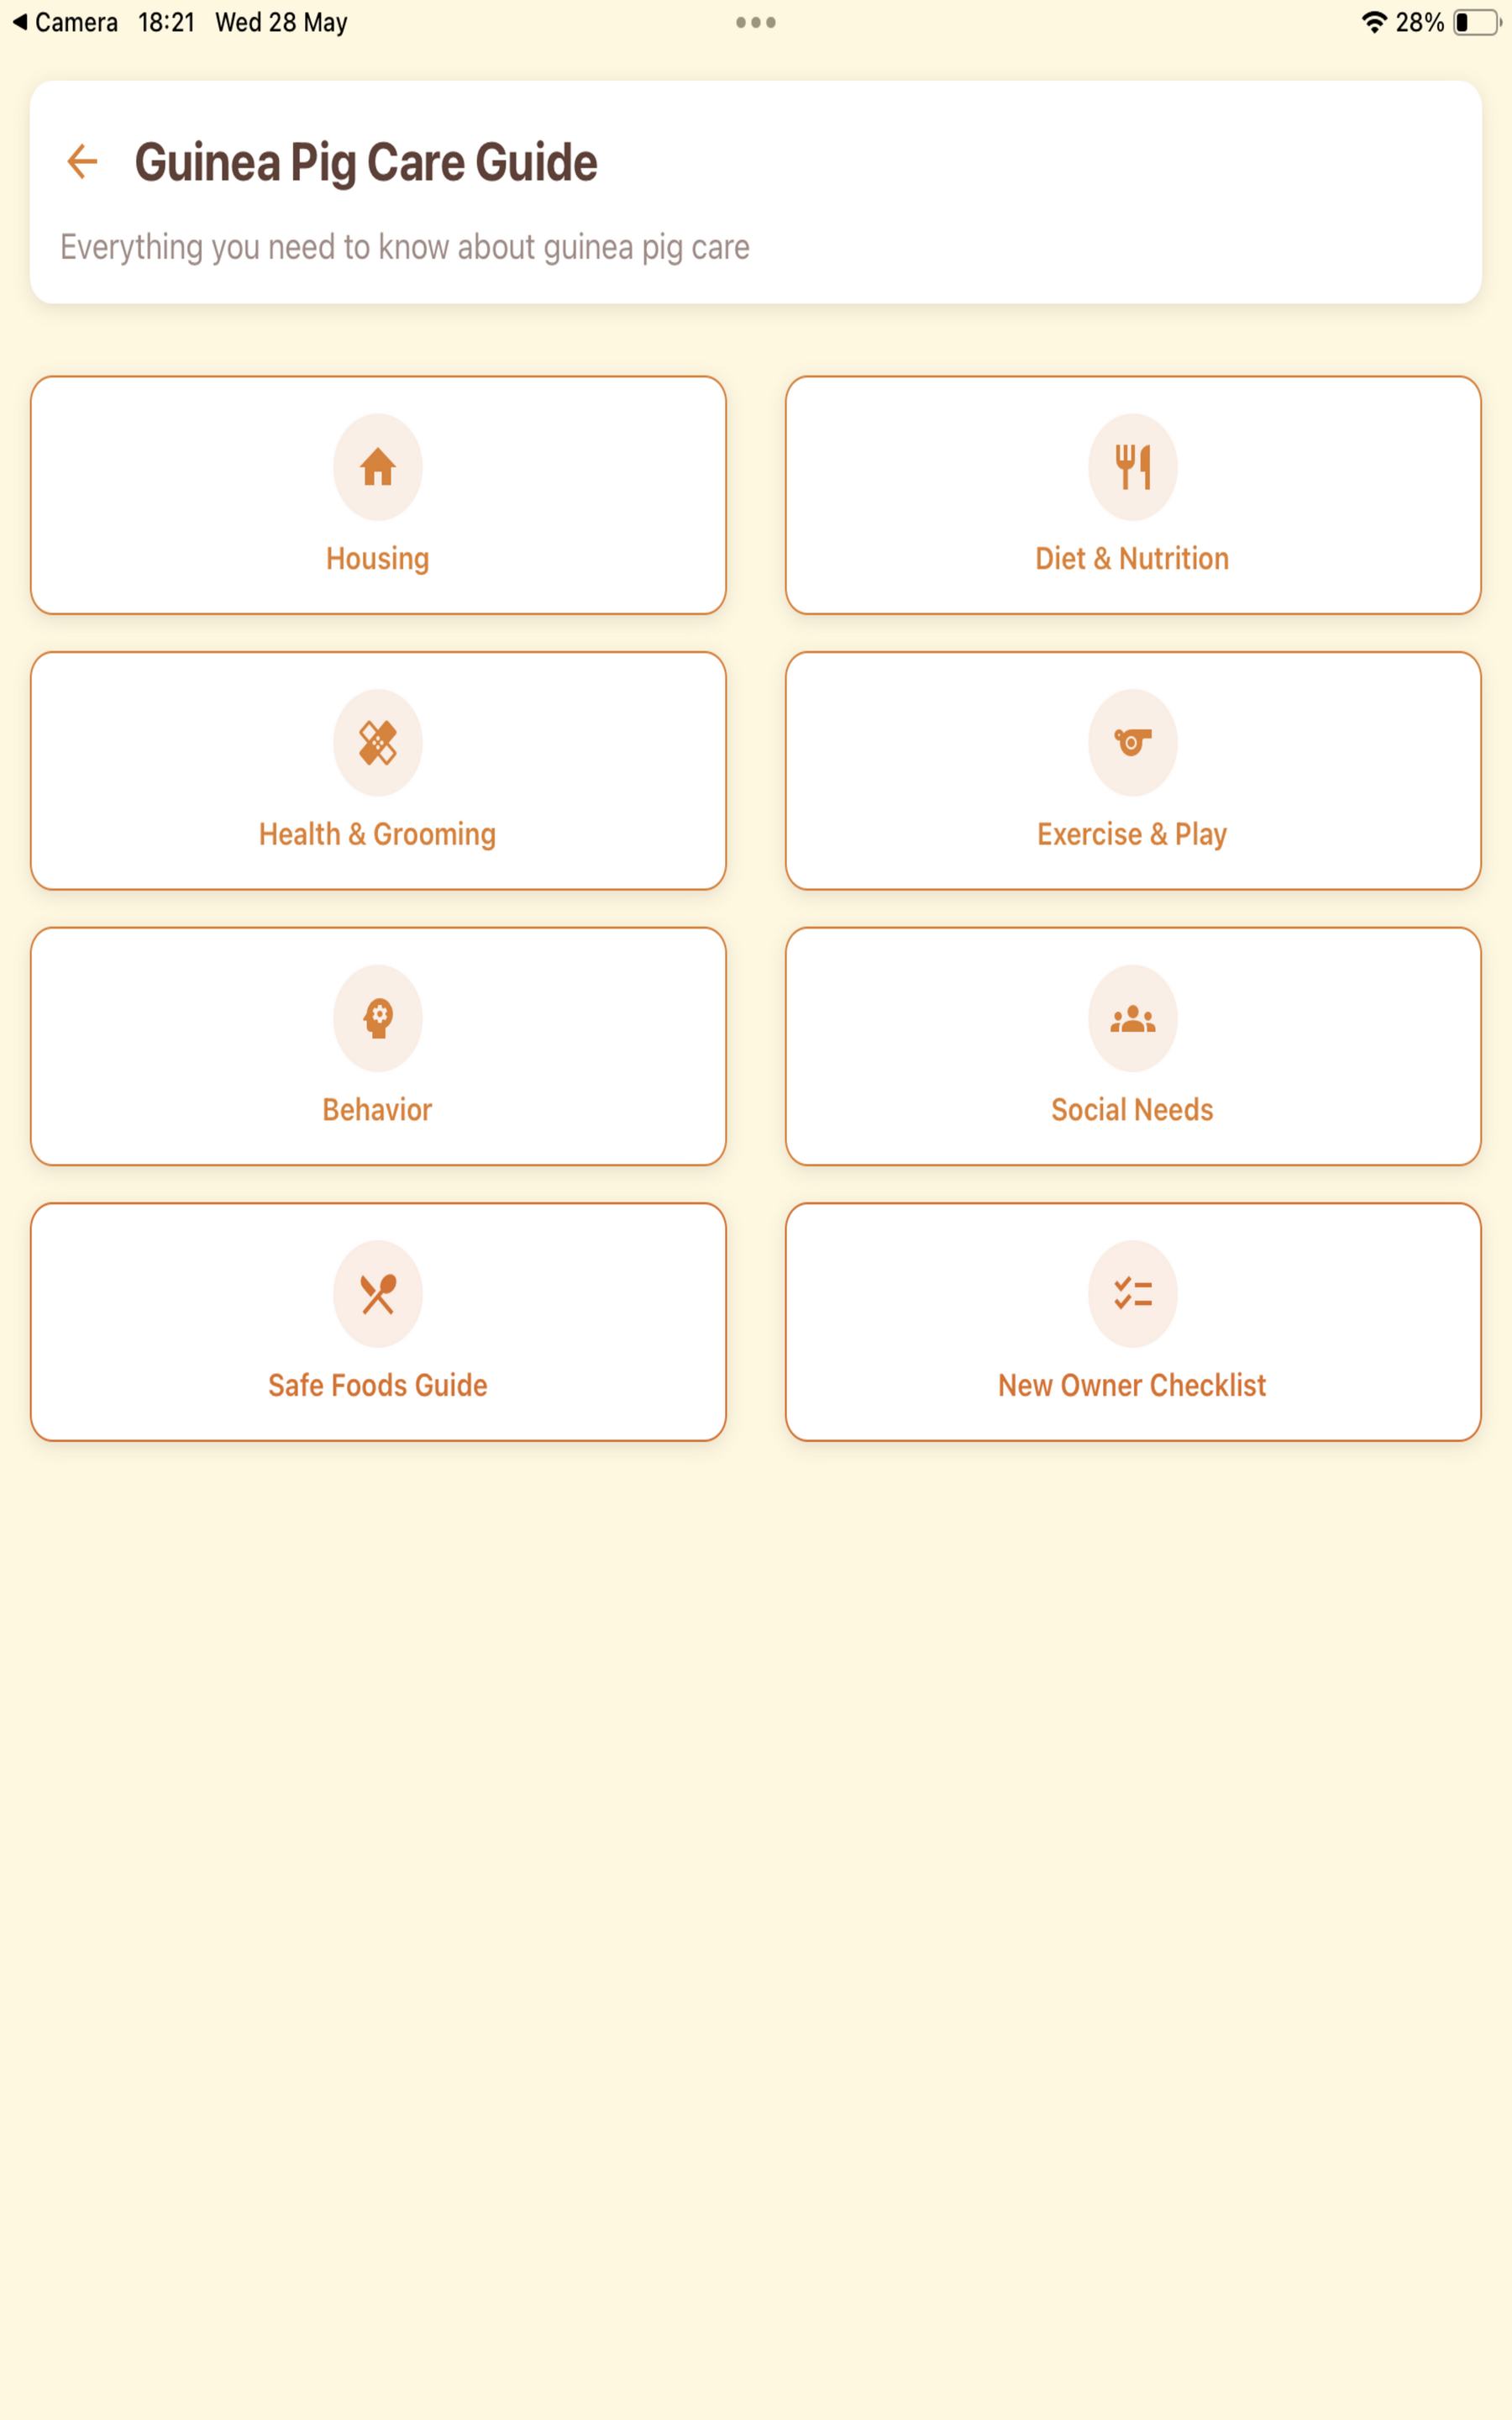 Camera 18:21 Wed 28 May 28%
Guinea Pig Care Guide
Everything you need to know about guinea pig care
Housing
Diet & Nutrition
Health & Grooming
Exercise & Play
Behavior
Social Needs
Safe Foods Guide
New Owner Checklist